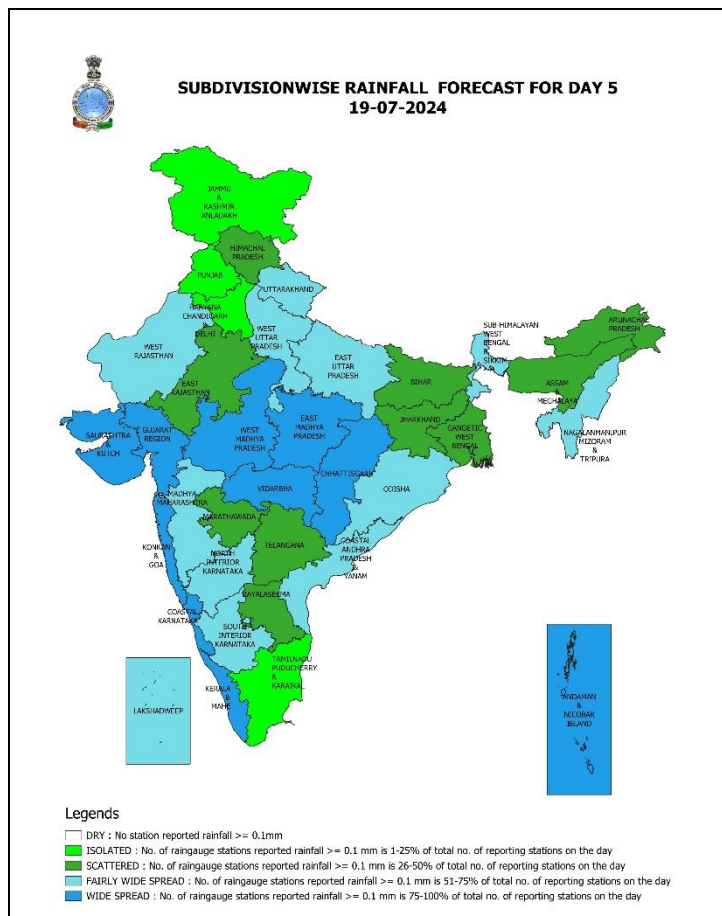 SUBDIVISIONWISE RAINFALL FORECAST FOR DAY 5
19-07-2024
JAMMU
&
KASHMIR
ANLADAKH
HIMACHAL
PRADESH
PUNJAB
UTTARAKHAND
HARYANA
CHANDIGARH
&
DELHI
WEST
UTTAR
PRADESH
WEST
RAJASTHAN
EAST
UTTAR
PRADESH
EAST
RAJASTHAN
SUB-HIMALAYAN
WEST
BENGAL
&
SIKKIM
ARUNACHAL
PRADESH
ASSAM
&
MEGHALAYA
NAGALANMANIPUR
MIZORAM
&
TRIPURA
BIHAR
JHARKHAND
GANGETIC
WEST
BENGAL
SAURASHTRA
&
KUTCH
GUJARAT
REGION
WEST
MADHYA
PRADESH
EAST
MADHYA
PRADESH
CHHATTISGARH
VIDARBHA
ODISHA
MADHYA
MAHARASHTRA
MARATHAWADA
TELANGANA
COASTAL
ANDHRA
PRADESH
&
YANAM
KONKAN
&
GOA
NORTH
INTERIOR
KARNATAKA
RAYALASEEMA
COASTAL
KARNATAKA
SOUTH
INTERIOR
KARNATAKA
TAMILNADU
PUDUCHERRY
&
KARAIKAL
KERALA
&
MAHE
LAKSHADWEEP
ANDAMAN
&
NICOBAR
ISLAND
Legends
DRY : No station reported rainfall >= 0.1mm
ISOLATED : No. of raingauge stations reported rainfall >= 0.1 mm is 1-25% of total no. of reporting stations on the day
SCATTERED : No. of raingauge stations reported rainfall >= 0.1 mm is 26-50% of total no. of reporting stations on the day
FAIRLY WIDE SPREAD : No. of raingauge stations reported rainfall >= 0.1 mm is 51-75% of total no. of reporting stations on the day
WIDE SPREAD : No. of raingauge stations reported rainfall >= 0.1 mm is 75-100% of total no. of reporting stations on the day